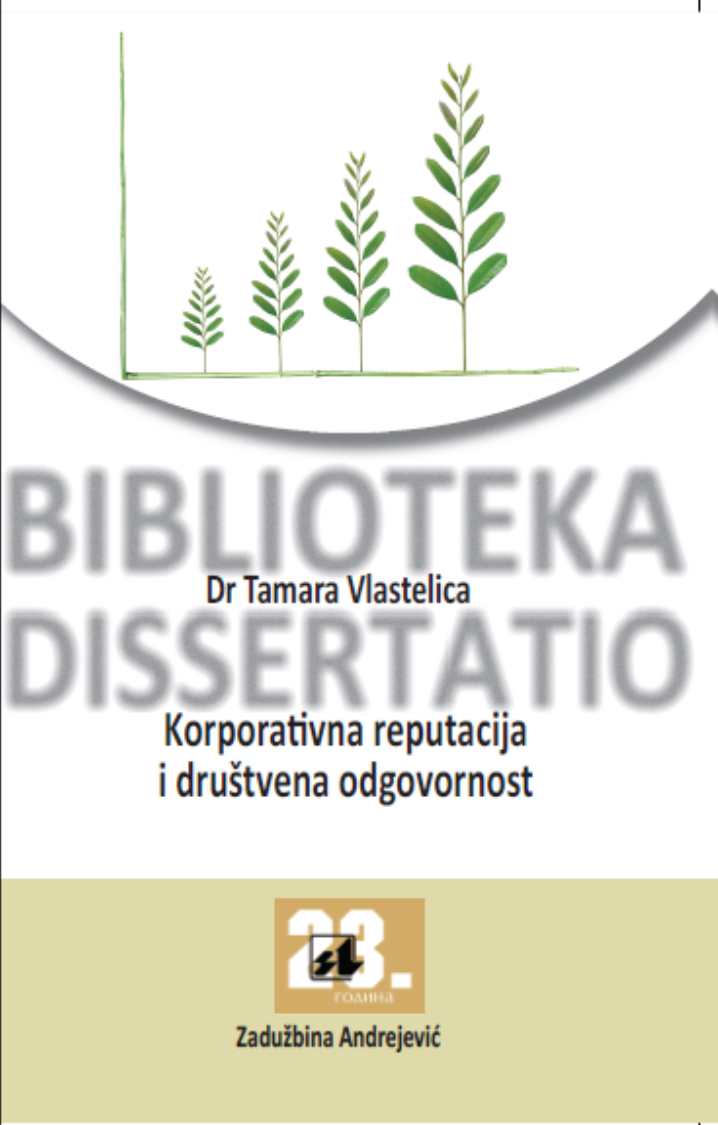 BIBLIOTEKA
Dr Tamara Vlastelica
DISSERTATIO
Korporativna reputacija
i društvena odgovornost
23.
година
Zadužbina Andrejević